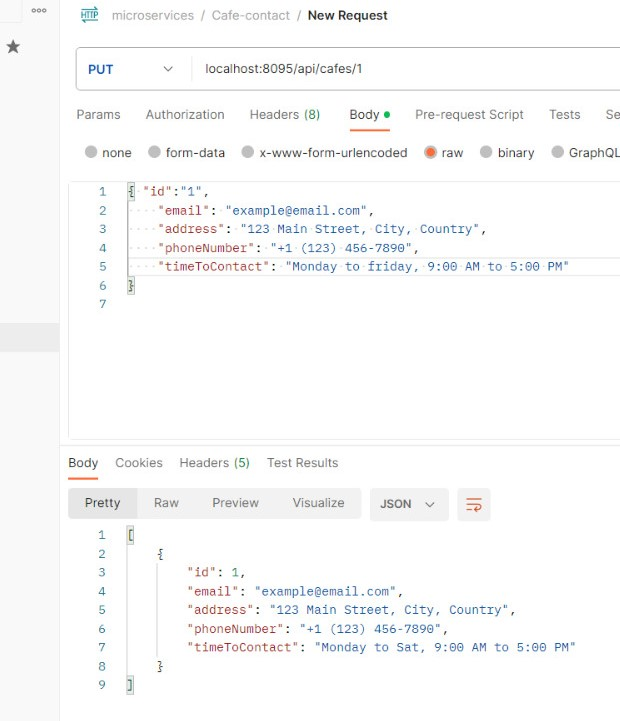 HTTP microservices / Cafe-contact / New Request
PUT localhost:8095/api/cafes/1
Params Authorization Headers (8) Body Pre-request Script Tests Se
none form-data x-www-form-urlencoded raw binary GraphQL
1 { "id":"1",
2 "email": "example@email.com",
3 "address": "123 Main Street, City, Country",
4 "phoneNumber": "+1 (123) 456-7890",
5 "timeToContact": "Monday to friday, 9:00 AM to 5:00 PM"
6 }
7
Body Cookies Headers (5) Test Results
Pretty Raw Preview Visualize JSON
1 [
2 {
3 "id": 1,
4 "email": "example@email.com",
5 "address": "123 Main Street, City, Country",
6 "phoneNumber": "+1 (123) 456-7890",
7 "timeToContact": "Monday to Sat, 9:00 AM to 5:00 PM"
8 }
9 ]